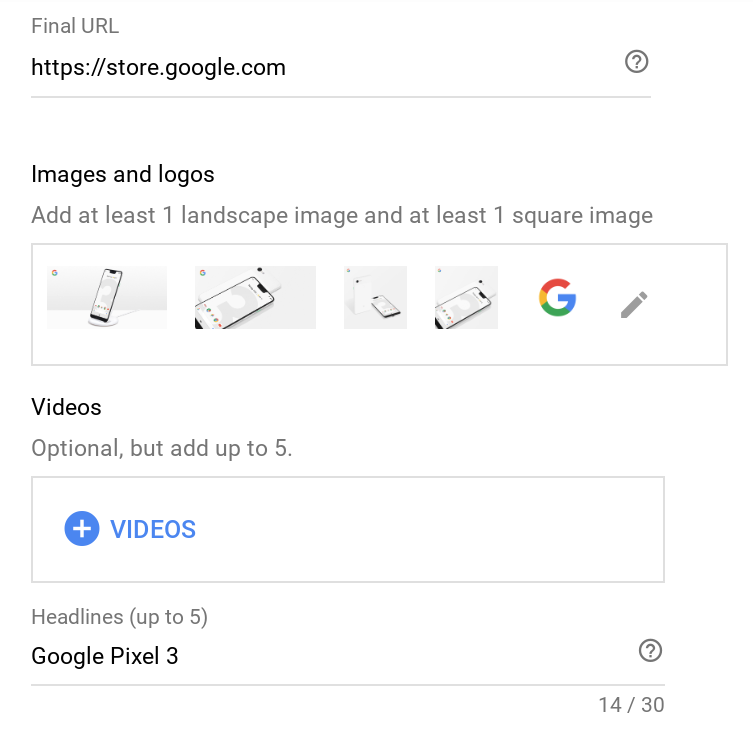 Final URL
https://store.google.com
Images and logos
Add at least 1 landscape image and at least 1 square image
Videos
Optional, but add up to 5.
VIDEOS
Headlines (up to 5)
Google Pixel 3
14 / 30